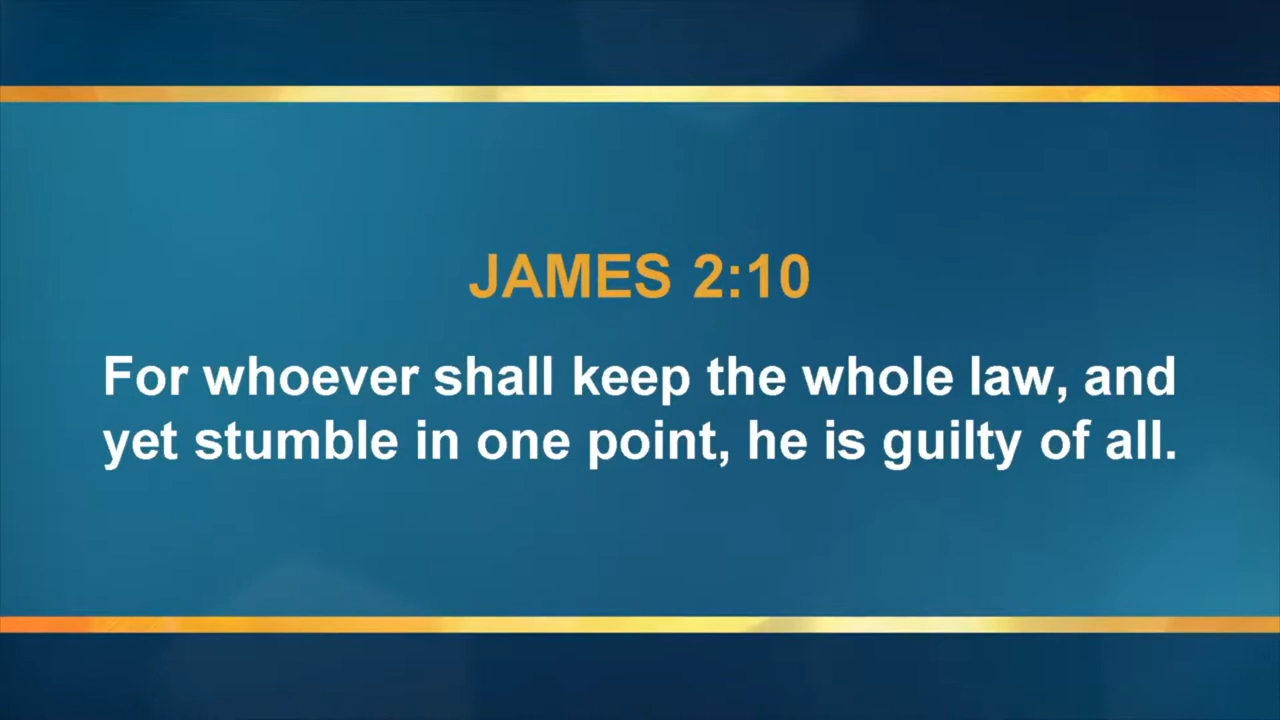 JAMES 2:10
For whoever shall keep the whole law, and
yet stumble in one point, he is guilty of all.